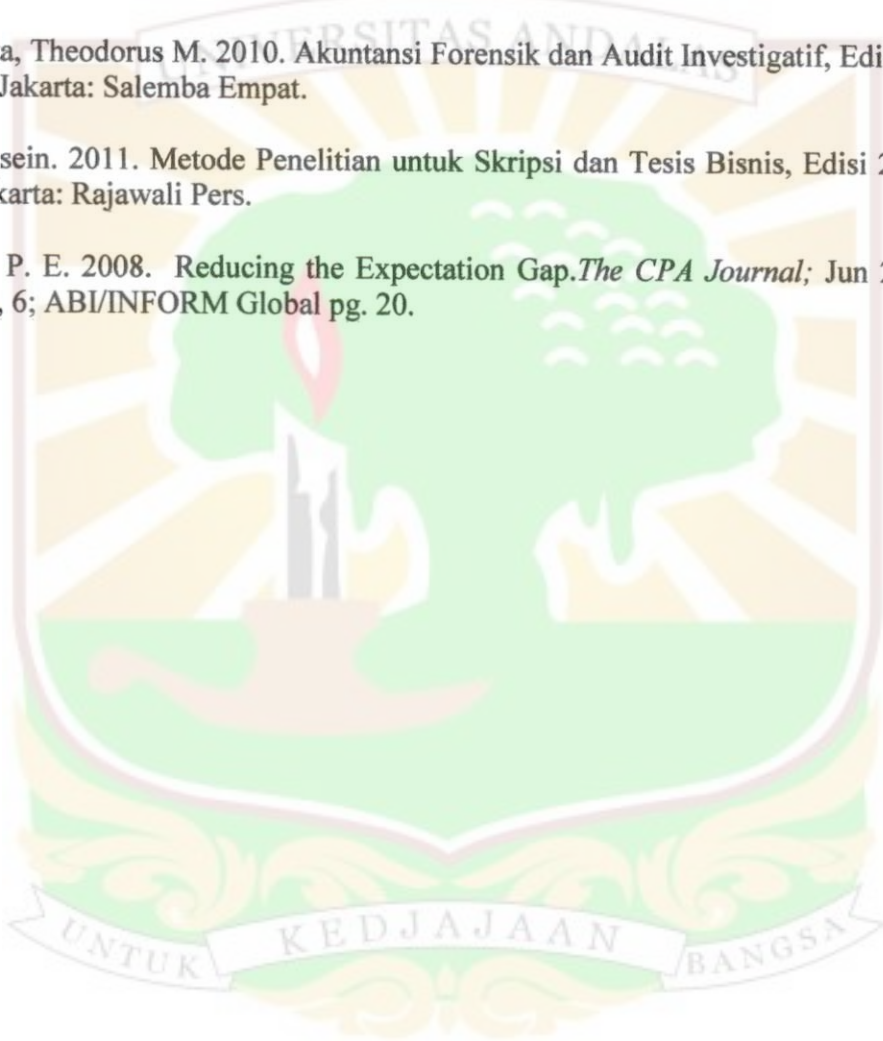 UNIVERSITAS ANDALAS
a, Theodorus M. 2010. Akuntansi Forensik dan Audit Investigatif, Edi
Jakarta: Salemba Empat.
sein. 2011. Metode Penelitian untuk Skripsi dan Tesis Bisnis, Edisi 2
karta: Rajawali Pers.
P. E. 2008. Reducing the Expectation Gap.The CPA Journal; Jun 2
, 6; ABI/INFORM Global pg. 20.
UNTUK KEDJAJAAN BANGSA